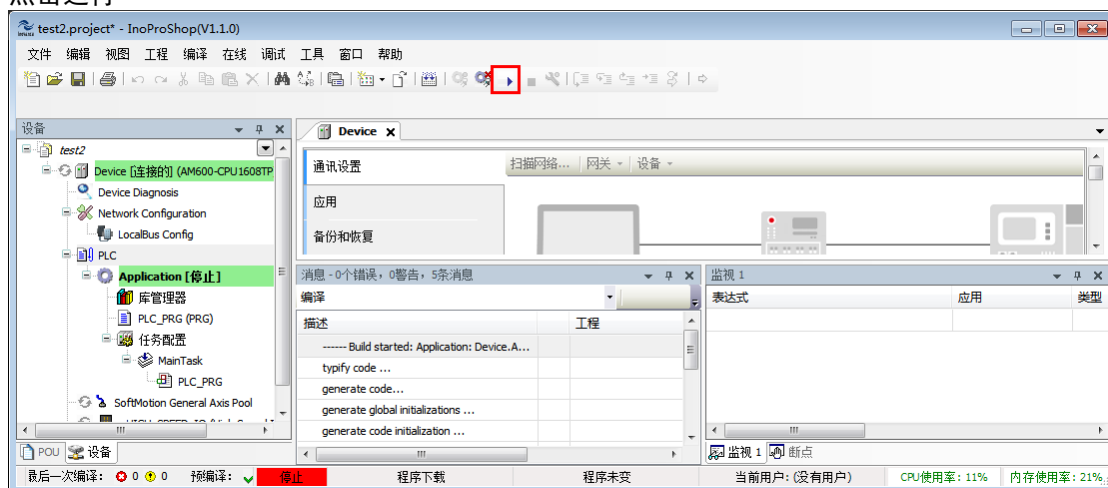 test2.project* - InoProShop(V1.1.0)
文件 编辑 视图 工程 编译 在线 调试 工具 窗口 帮助
设备
test2
Device [连接的] (AM600-CPU1608TP
Device Diagnosis
Network Configuration
LocalBus Config
PLC
Application [停止]
库管理器
PLC_PRG (PRG)
任务配置
MainTask
PLC_PRG
SoftMotion General Axis Pool
POU 设备
Device
通讯设置
应用
备份和恢复
扫描网络... 网关 设备
消息 - 0个错误，0警告，5条消息
编译
描述 工程
------ Build started: Application: Device.A...
typify code ...
generate code...
generate global initializations ...
generate code initialization ...
监视 1
表达式 应用 类型
监视 1 断点
最后一次编译： 0 0 预编译： 停止 程序下载 程序未变 当前用户: (没有用户) CPU使用率: 11% 内存使用率: 21%